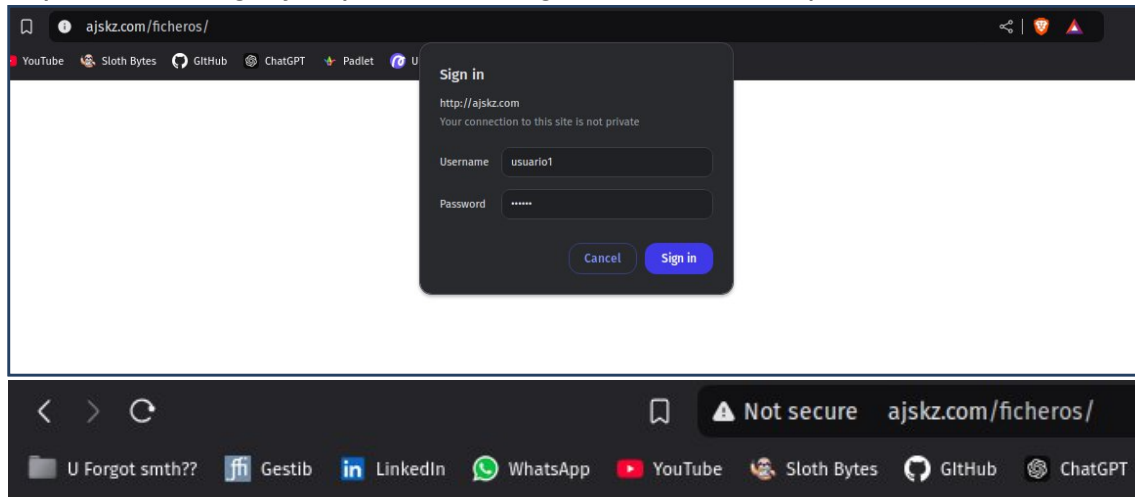 ajskz.com/ficheros/
YouTube Sloth Bytes GItHub ChatGPT Padlet U
Sign in
http://ajskz.com
Your connection to this site is not private
Username usuario1
Password ••••••
Cancel Sign in
Not secure ajskz.com/ficheros/
U Forgot smth?? ffi Gestib in LinkedIn WhatsApp YouTube Sloth Bytes GItHub ChatGPT